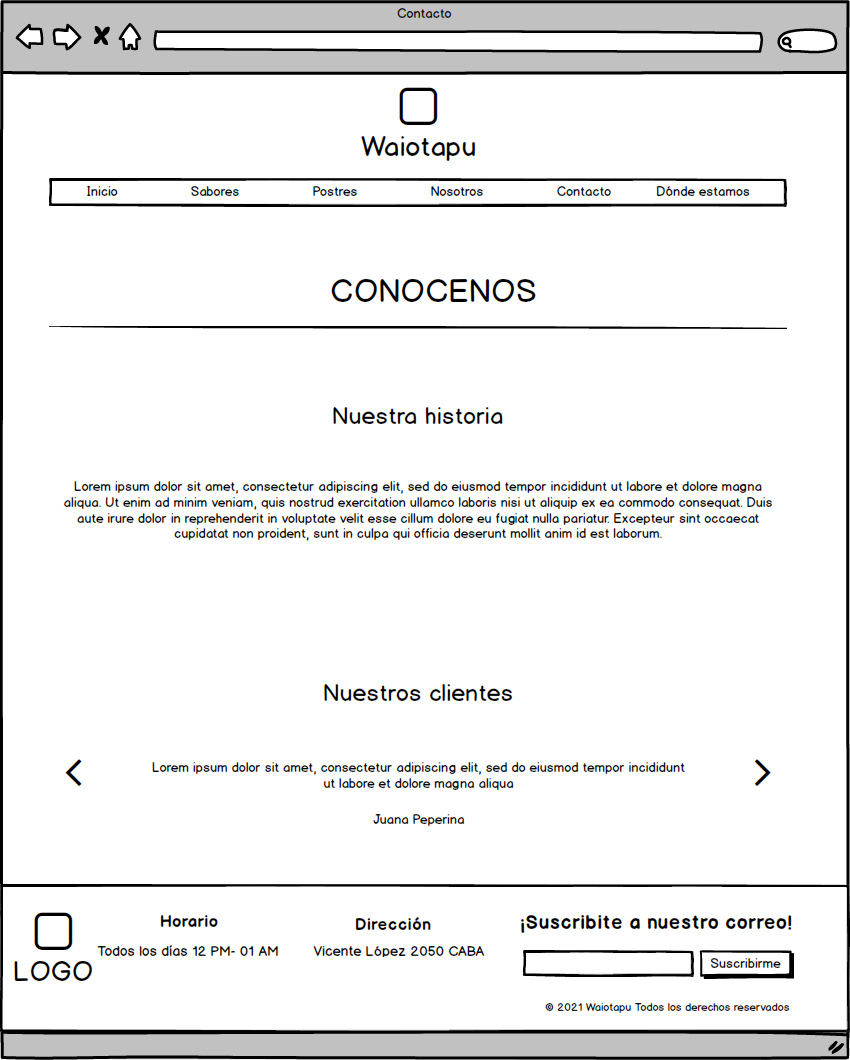 Contacto
Waiotapu
Inicio Sabores Postres Nosotros Contacto Dónde estamos
CONOCENOS
Nuestra historia
Lorem ipsum dolor sit amet, consectetur adipiscing elit, sed do eiusmod tempor incididunt ut labore et dolore magna
aliqua. Ut enim ad minim veniam, quis nostrud exercitation ullamco laboris nisi ut aliquip ex ea commodo consequat. Duis
aute irure dolor in reprehenderit in voluptate velit esse cillum dolore eu fugiat nulla pariatur. Excepteur sint occaecat
cupidatat non proident, sunt in culpa qui officia deserunt mollit anim id est laborum.
Nuestros clientes
Lorem ipsum dolor sit amet, consectetur adipiscing elit, sed do eiusmod tempor incididunt
ut labore et dolore magna aliqua
Juana Peperina
LOGO
Horario
Todos los días 12 PM- 01 AM
Dirección
Vicente López 2050 CABA
¡Suscribite a nuestro correo!
Suscribirme
© 2021 Waiotapu Todos los derechos reservados